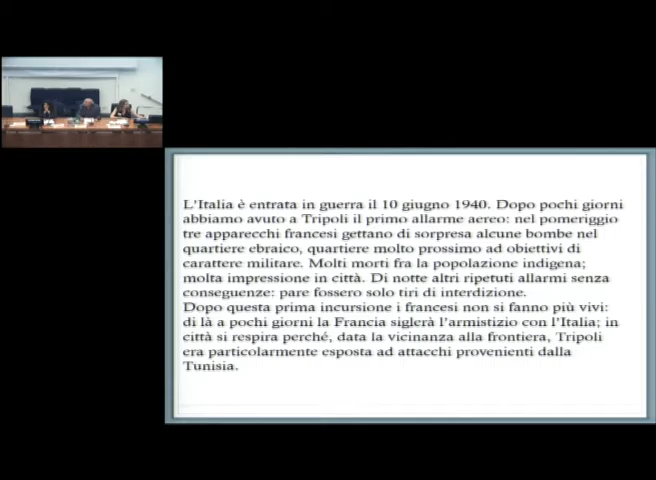 L'Italia è entrata in guerra il 10 giugno 1940. Dopo pochi giorni
abbiamo avuto a Tripoli il primo allarme aereo: nel pomeriggio
tre apparecchi francesi gettano di sorpresa alcune bombe nel
quartiere ebraico, quartiere molto prossimo ad obiettivi di
carattere militare. Molti morti fra la popolazione indigena;
molta impressione in città. Di notte altri ripetuti allarmi senza
conseguenze: pare fossero solo tiri di interdizione.
Dopo questa prima incursione i francesi non si fanno più vivi:
di là a pochi giorni la Francia siglerà l'armistizio con l'Italia; in
città si respira perché, data la vicinanza alla frontiera, Tripoli
era particolarmente esposta ad attacchi provenienti dalla
Tunisia.